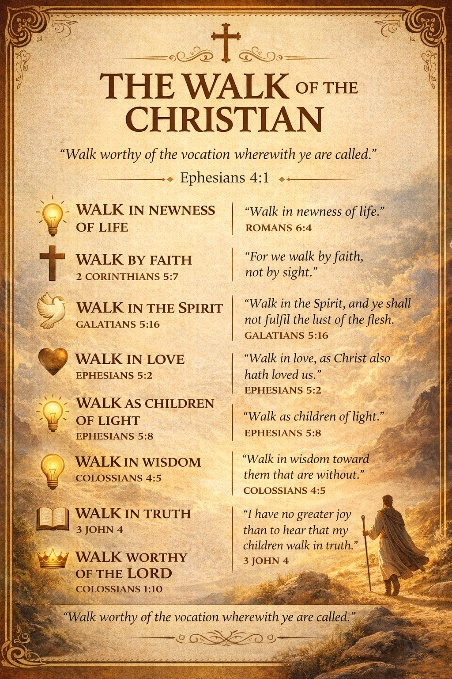 THE WALK OF THE
CHRISTIAN
“Walk worthy of the vocation wherewith ye are called.”
Ephesians 4:1
WALK IN NEWNESS
OF LIFE
“Walk in newness of life.”
ROMANS 6:4
WALK BY FAITH
2 CORINTHIANS 5:7
“For we walk by faith,
not by sight.”
WALK IN THE SPIRIT
GALATIANS 5:16
“Walk in the Spirit, and ye shall
not fulfil the lust of the flesh.
GALATIANS 5:16
WALK IN LOVE
EPHESIANS 5:2
“Walk in love, as Christ also
hath loved us.”
EPHESIANS 5:2
WALK AS CHILDREN
OF LIGHT
EPHESIANS 5:8
“Walk as children of light.”
EPHESIANS 5:8
WALK IN WISDOM
COLOSSIANS 4:5
“Walk in wisdom toward
them that are without.”
COLOSSIANS 4:5
WALK IN TRUTH
3 JOHN 4
“I have no greater joy
than to hear that my
children walk in truth.”
3 JOHN 4
WALK WORTHY
OF THE LORD
COLOSSIANS 1:10
“Walk worthy of the vocation wherewith ye are called.”